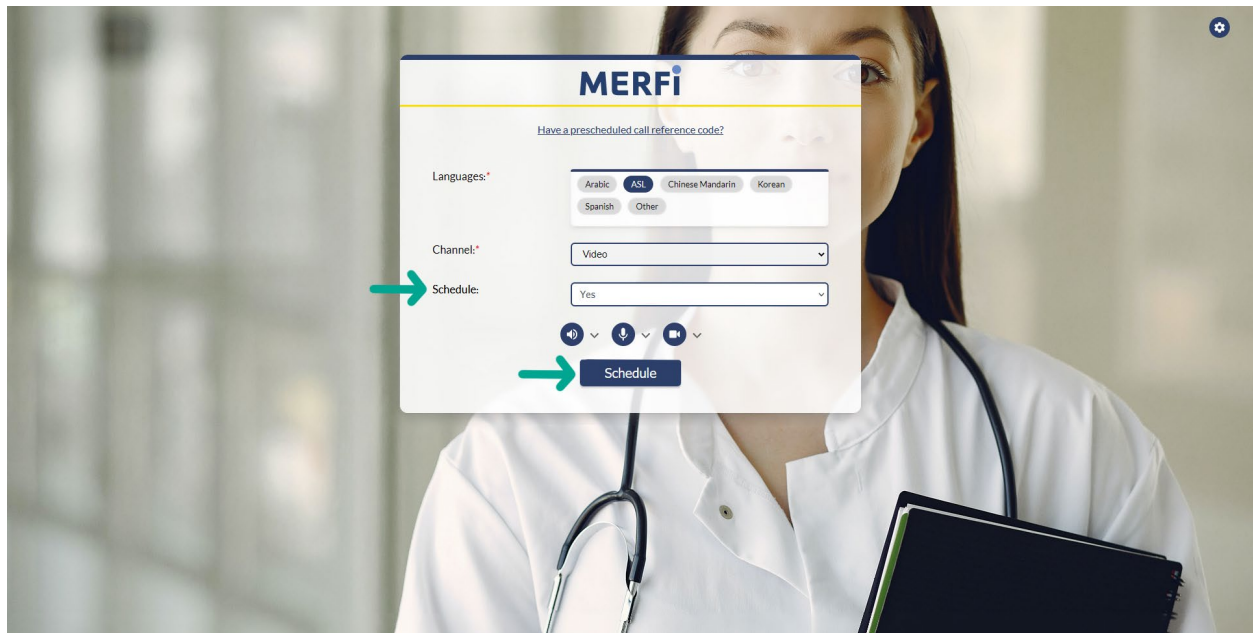 MERFi
Have a prescheduled call reference code?
Languages:*
Arabic ASL Chinese Mandarin Korean
Spanish Other
Channel:* Video
Schedule: Yes
Schedule